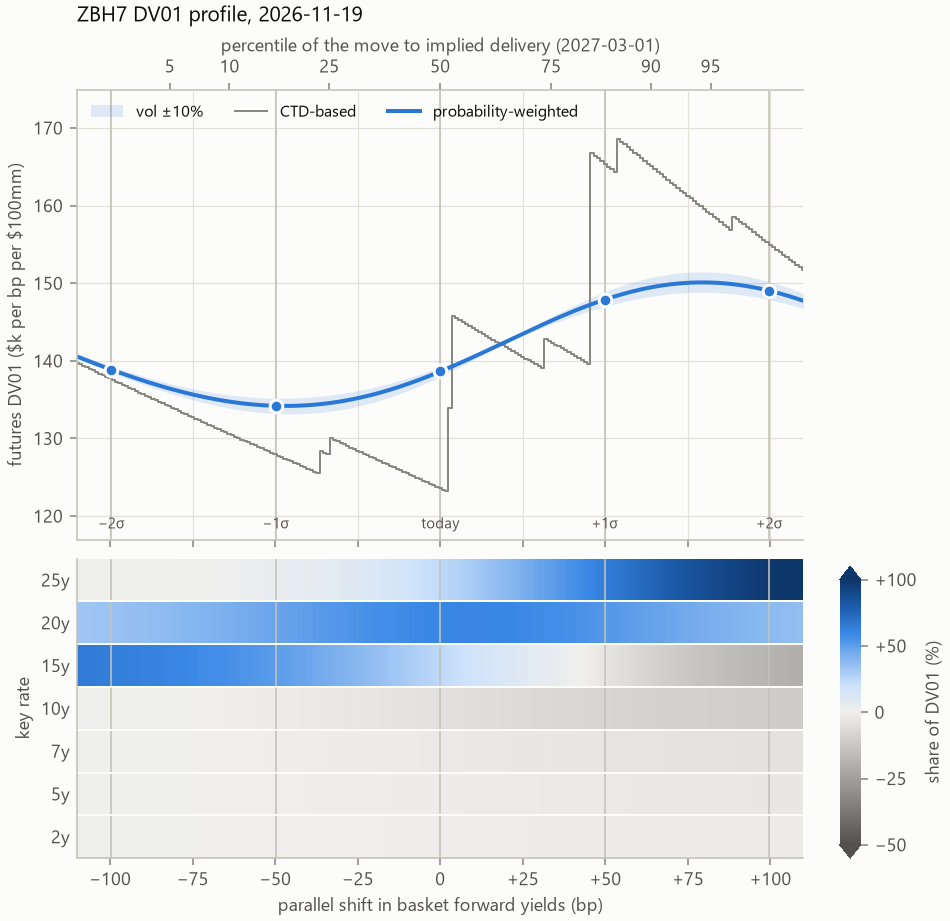 ZBH7 DV01 profile, 2026-11-19
percentile of the move to implied delivery (2027-03-01)
5 10 25 50 75 90 95
vol ±10% CTD-based probability-weighted
futures DV01 ($k per bp per $100mm)
170
160
150
140
130
120
−2σ −1σ today +1σ +2σ
key rate
25y
20y
15y
10y
7y
5y
2y
−100 −75 −50 −25 0 +25 +50 +75 +100
parallel shift in basket forward yields (bp)
+100
+50
0
−25
−50
share of DV01 (%)